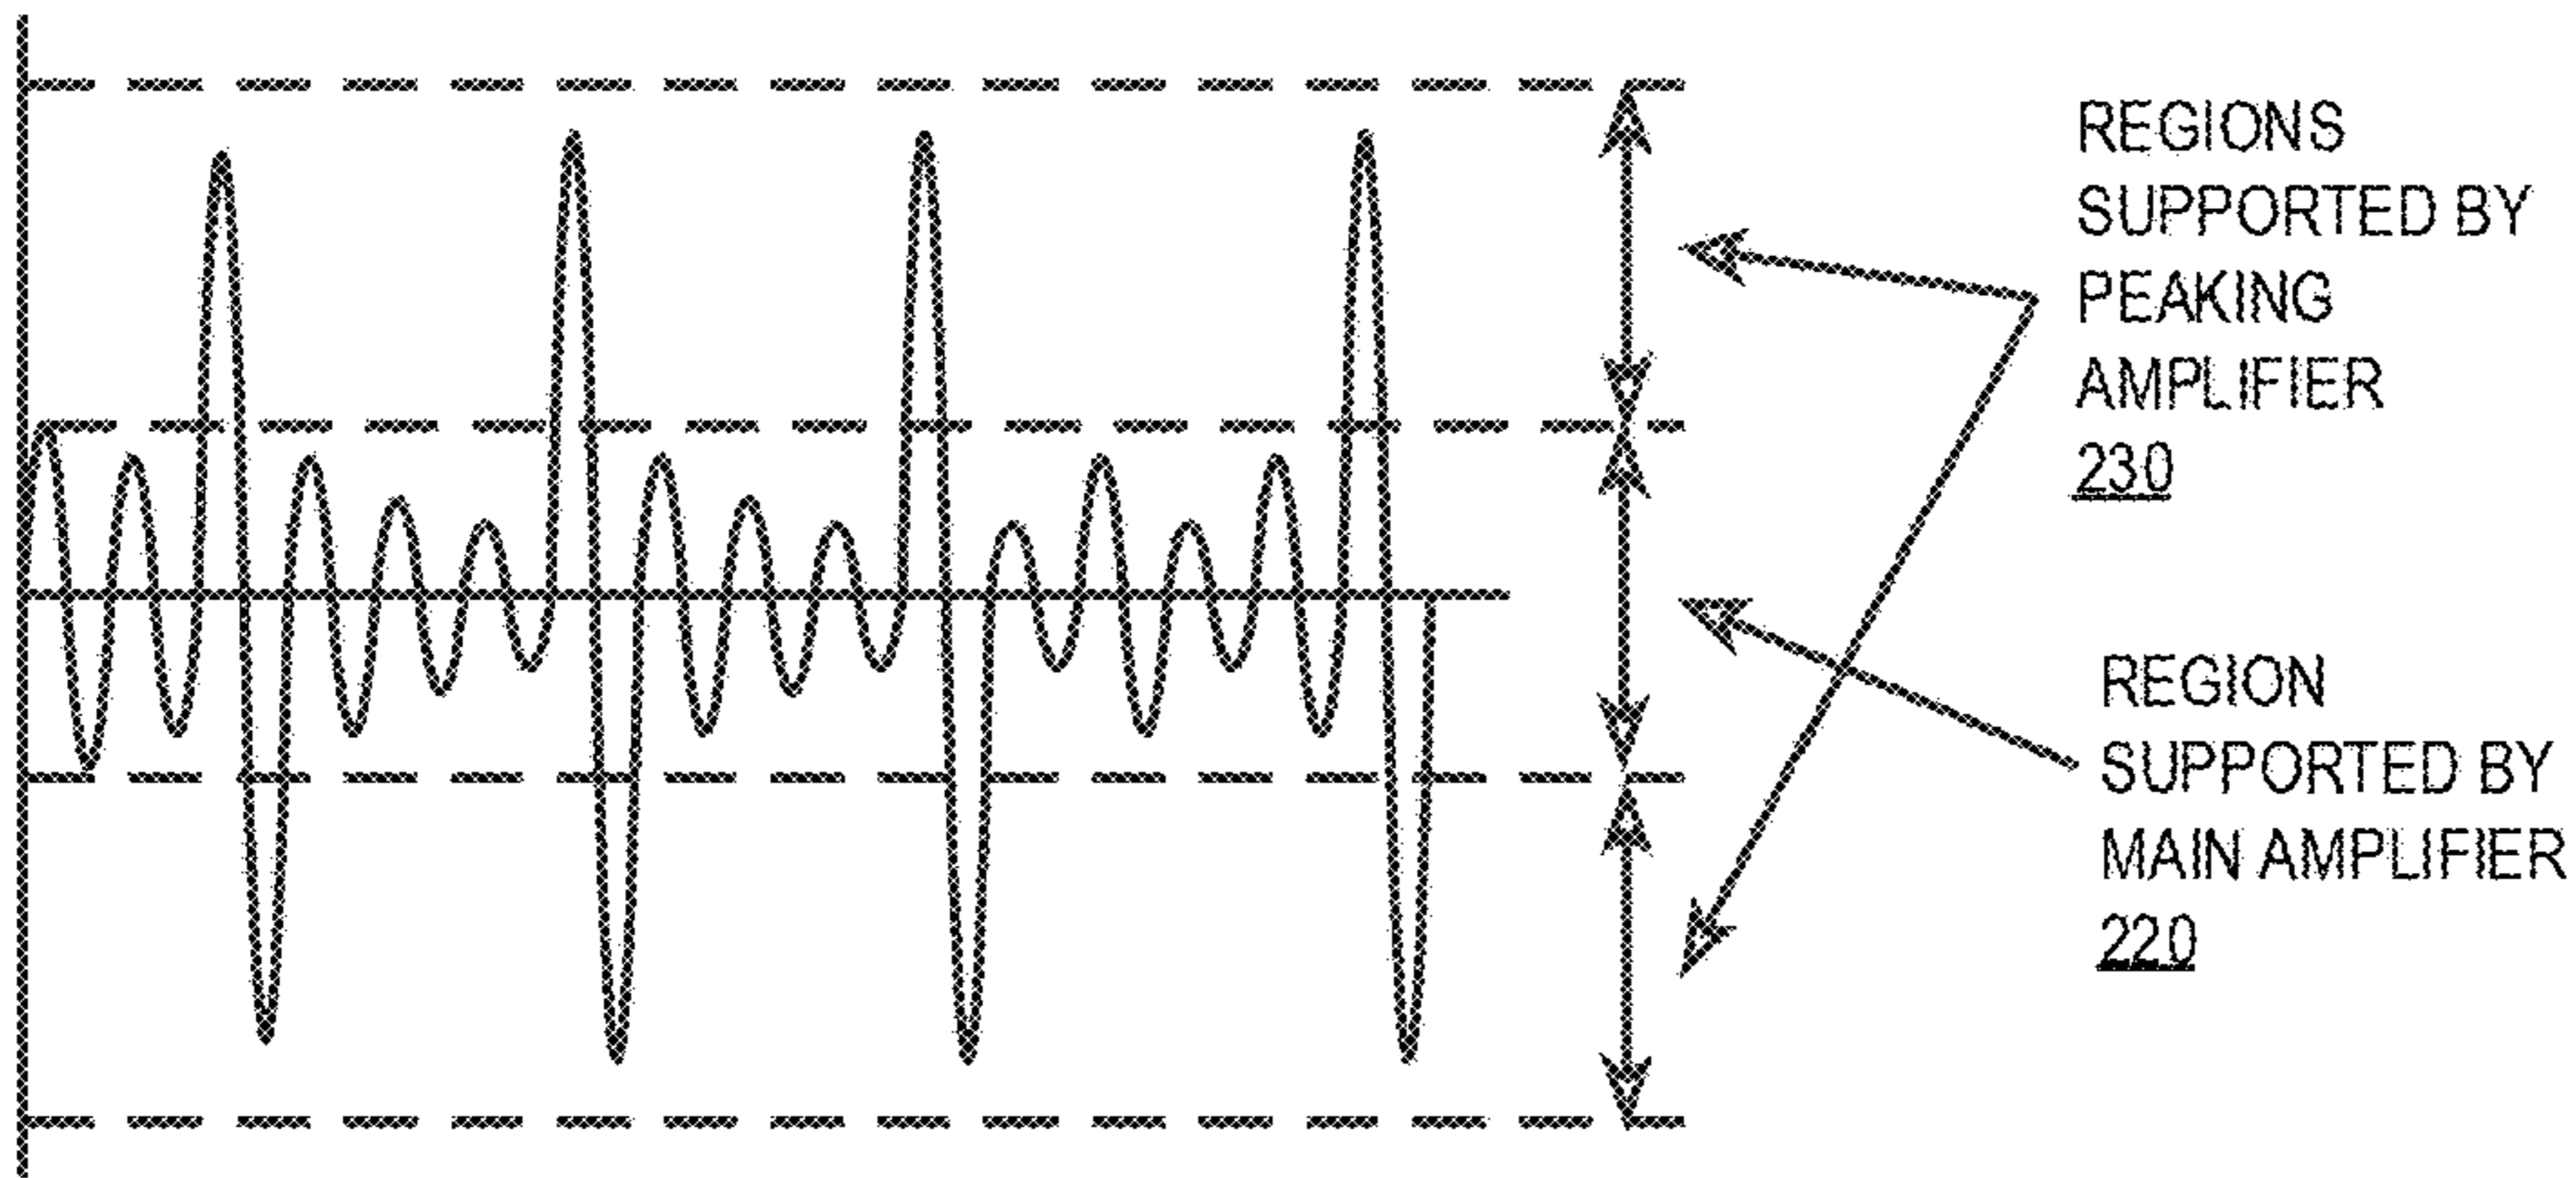 REGIONS
SUPPORTED BY
PEAKING
AMPLIFIER
230
REGION
SUPPORTED BY
MAIN AMPLIFIER
220